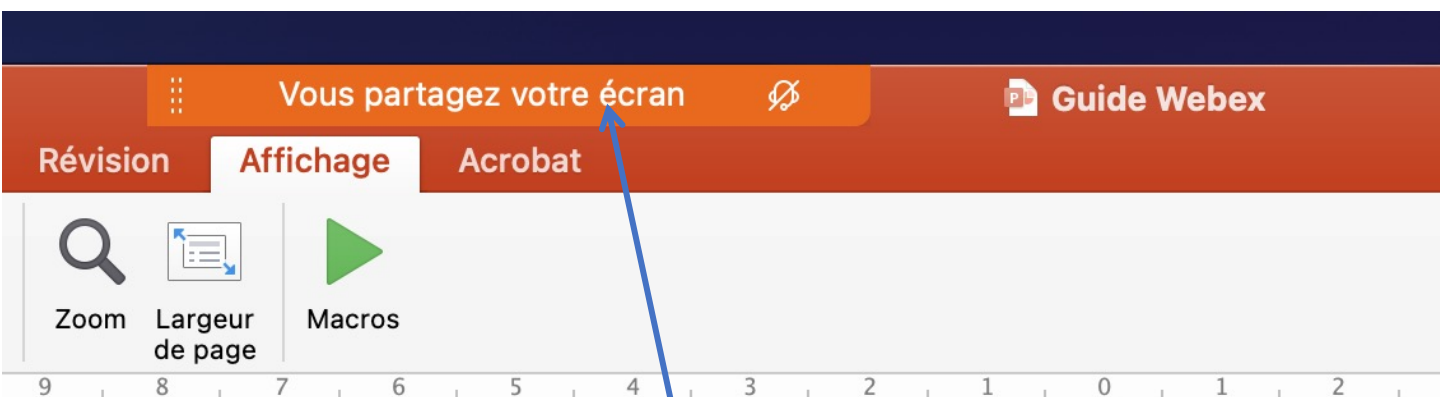 Vous partagez votre écran
Guide Webex
Révision Affichage Acrobat
Zoom Largeur de page Macros
9 8 7 6 5 4 3 2 1 0 1 2